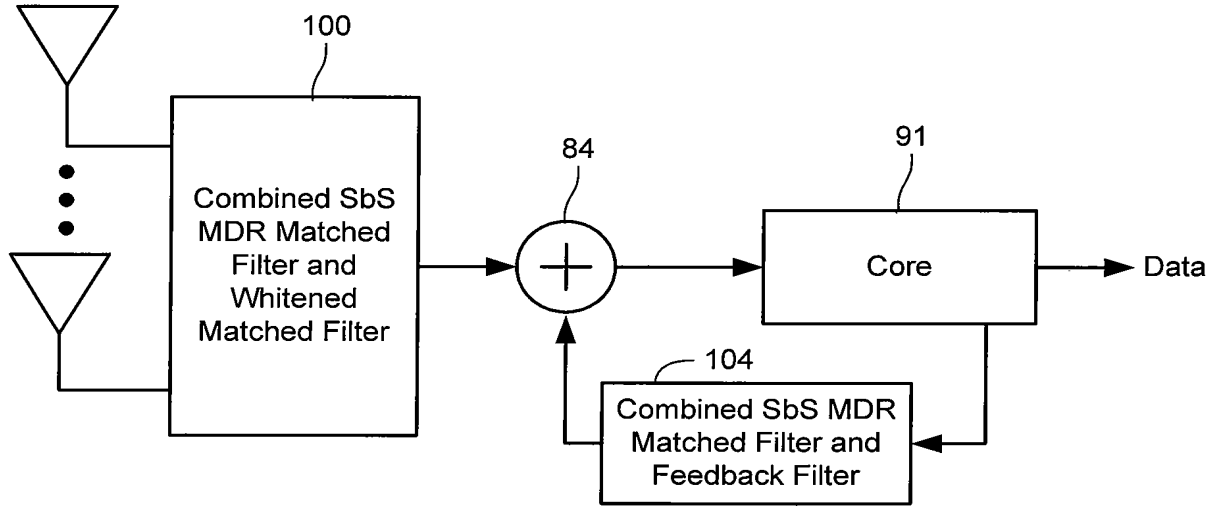 100
Combined SbS
MDR Matched
Filter and
Whitened
Matched Filter
84
91
Core
Data
104
Combined SbS MDR
Matched Filter and
Feedback Filter